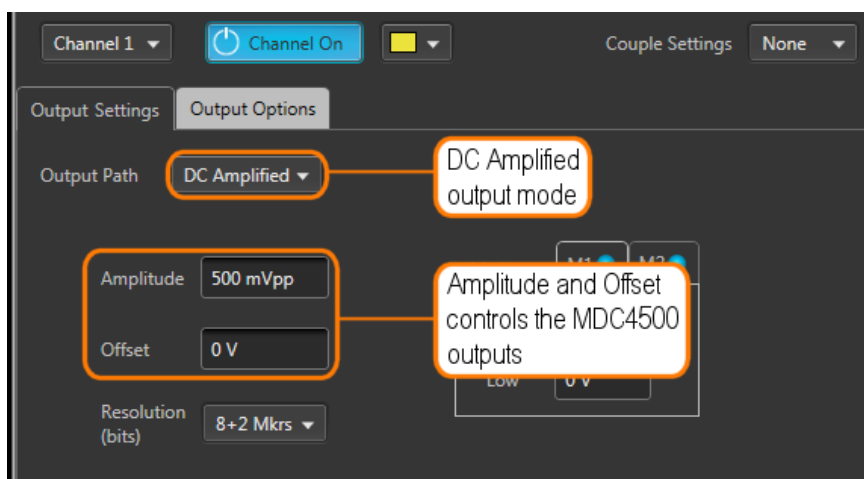 Channel 1
Channel On
Couple Settings
None
Output Settings
Output Options
Output Path
DC Amplified
DC Amplified
output mode
M1
M2
Amplitude
500 mVpp
Amplitude and Offset
controls the MDC4500
outputs
Offset
0 V
Low
0 V
Resolution
(bits)
8+2 Mkrs